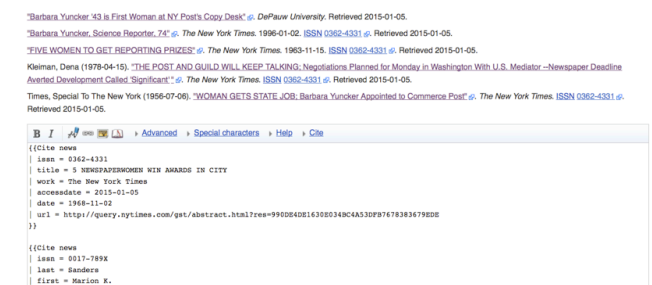 "Barbara Yuncker '43 is First Woman at NY Post's Copy Desk". DePauw University. Retrieved 2015-01-05.
"Barbara Yuncker, Science Reporter, 74". The New York Times. 1996-01-02. ISSN 0362-4331. Retrieved 2015-01-05.
"FIVE WOMEN TO GET REPORTING PRIZES". The New York Times. 1963-11-15. ISSN 0362-4331. Retrieved 2015-01-05.
Kleiman, Dena (1978-04-15). "THE POST AND GUILD WILL KEEP TALKING; Negotiations Planned for Monday in Washington With U.S. Mediator --Newspaper Deadline
Averted Development Called 'Significant'". The New York Times. ISSN 0362-4331. Retrieved 2015-01-05.
Times, Special To The New York (1956-07-06). "WOMAN GETS STATE JOB; Barbara Yuncker Appointed to Commerce Post". The New York Times. ISSN 0362-4331.
Retrieved 2015-01-05.
B I Advanced Special characters Help Cite
{{Cite news
| issn = 0362-4331
| title = 5 NEWSPAPERWOMEN WIN AWARDS IN CITY
| work = The New York Times
| accessdate = 2015-01-05
| date = 1968-11-02
| url = http://query.nytimes.com/gst/abstract.html?res=990DE4DE1630E034BC4A53DFB7678383679EDE
}}
{{Cite news
| issn = 0017-789X
| last = Sanders
| first = Marion K.